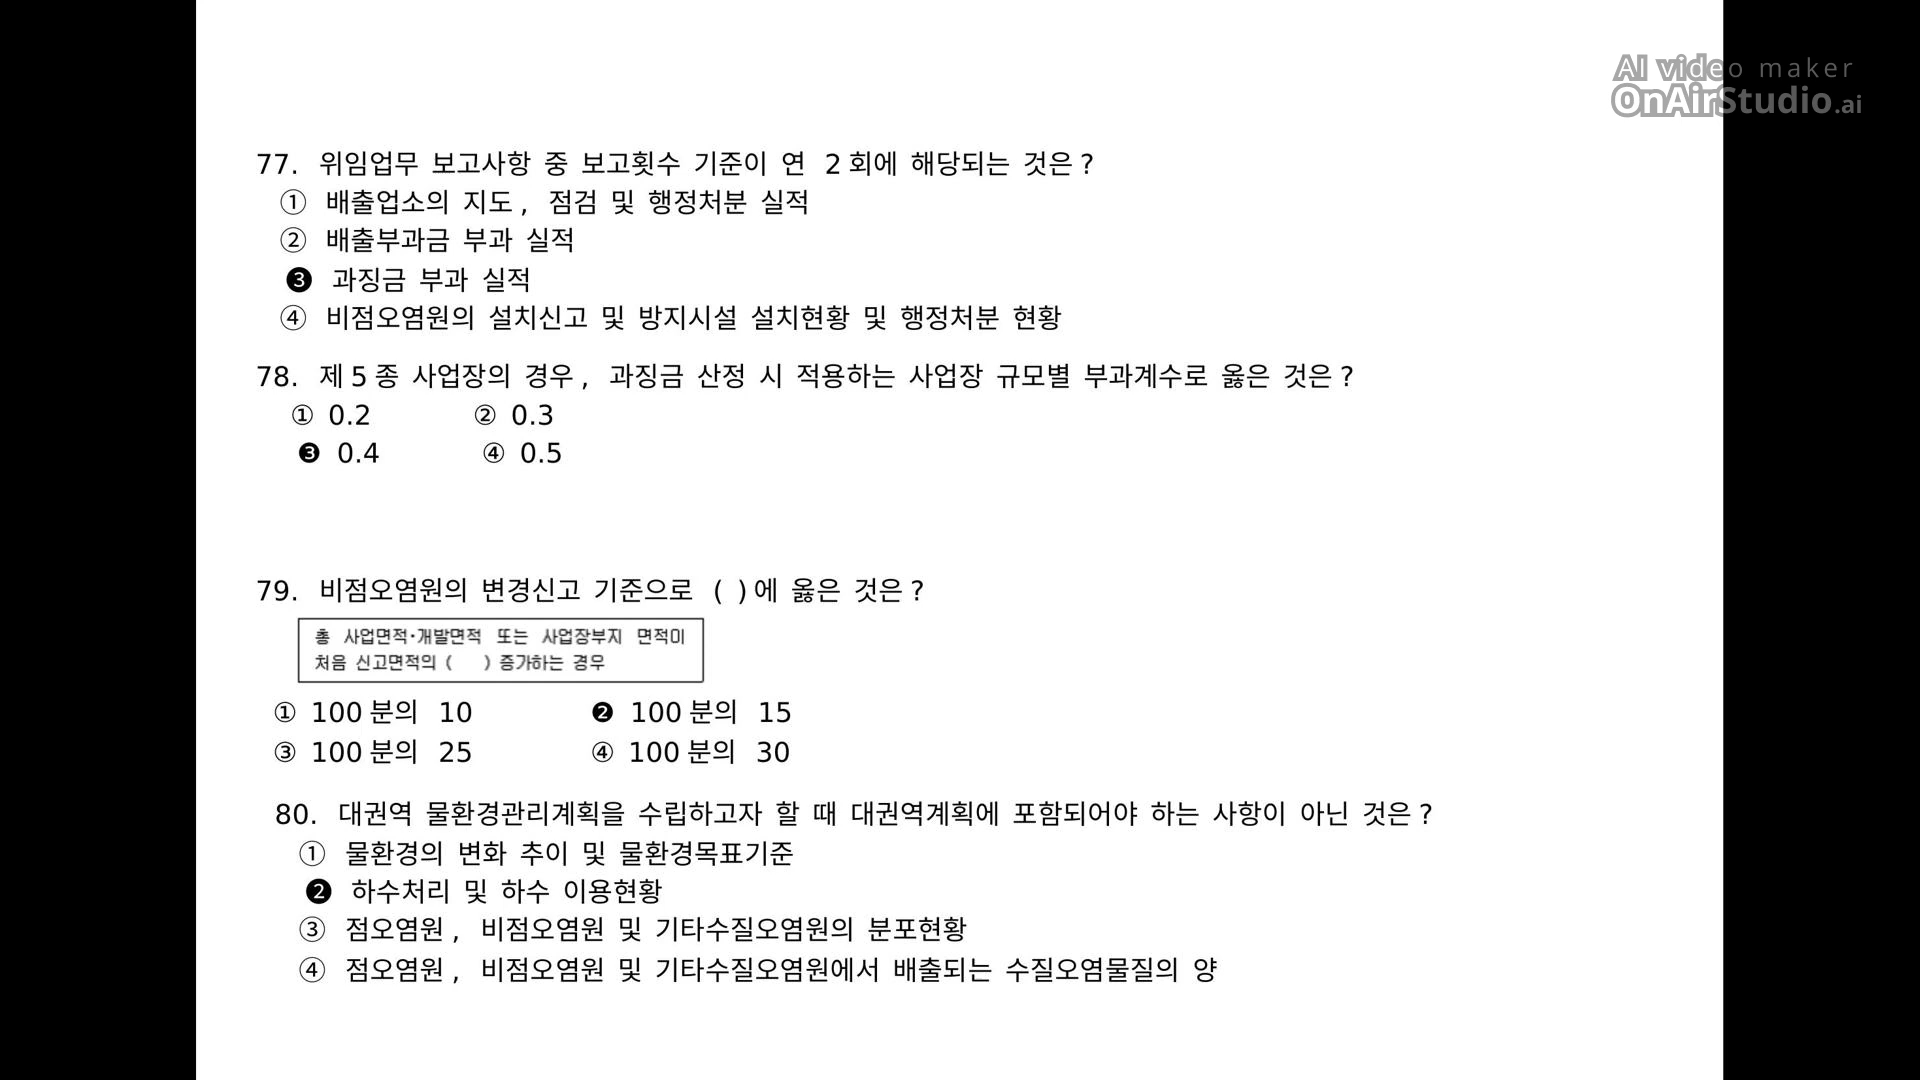 AI video maker
OnAirStudio.ai
77. 위임업무 보고사항 중 보고횟수 기준이 연 2회에 해당되는 것은?
① 배출업소의 지도, 점검 및 행정처분 실적
② 배출부과금 부과 실적
❸ 과징금 부과 실적
④ 비점오염원의 설치신고 및 방지시설 설치현황 및 행정처분 현황
78. 제5종 사업장의 경우, 과징금 산정 시 적용하는 사업장 규모별 부과계수로 옳은 것은?
① 0.2 ② 0.3
❸ 0.4 ④ 0.5
79. 비점오염원의 변경신고 기준으로 ( )에 옳은 것은?
총 사업면적·개발면적 또는 사업장부지 면적이
처음 신고면적의 ( ) 증가하는 경우
① 100분의 10 ❷ 100분의 15
③ 100분의 25 ④ 100분의 30
80. 대권역 물환경관리계획을 수립하고자 할 때 대권역계획에 포함되어야 하는 사항이 아닌 것은?
① 물환경의 변화 추이 및 물환경목표기준
❷ 하수처리 및 하수 이용현황
③ 점오염원, 비점오염원 및 기타수질오염원의 분포현황
④ 점오염원, 비점오염원 및 기타수질오염원에서 배출되는 수질오염물질의 양